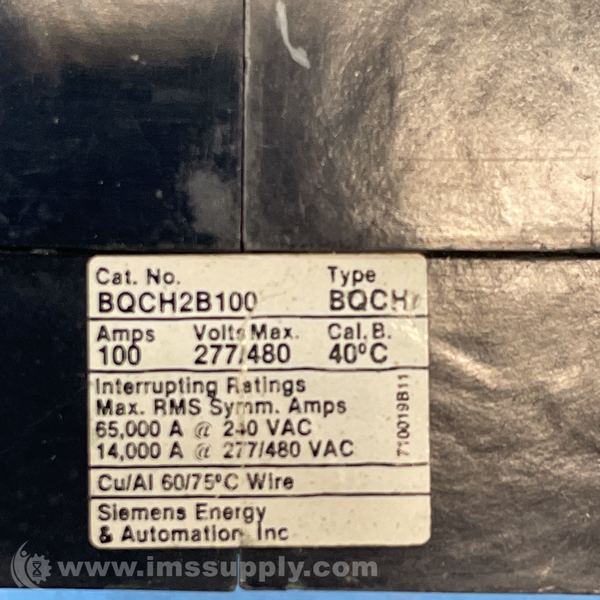 Cat. No. Type
BQCH2B100 BQCH
Amps Volts Max. Cal. B.
100 277/480 40°C
Interrupting Ratings
Max. RMS Symm. Amps
65,000 A @ 240 VAC
14,000 A @ 277/480 VAC
710019B11
Cu/Al 60/75°C Wire
Siemens Energy
& Automation Inc
www.imssupply.com